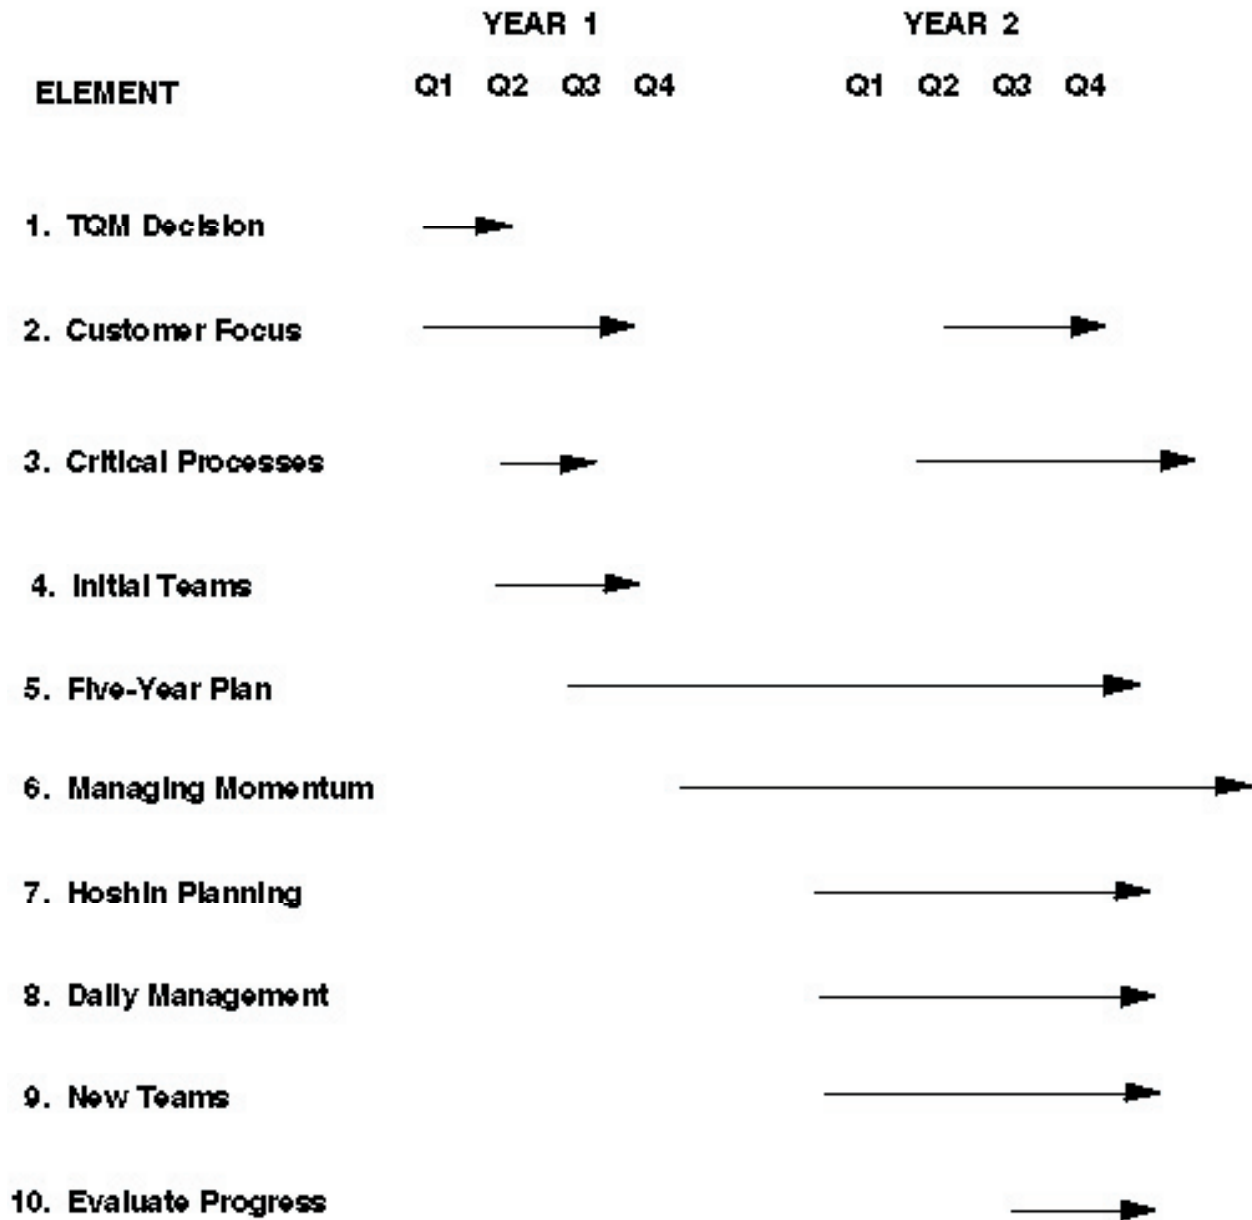 YEAR 1 YEAR 2
ELEMENT Q1 Q2 Q3 Q4 Q1 Q2 Q3 Q4
1. TQM Decision
2. Customer Focus
3. Critical Processes
4. Initial Teams
5. Five-Year Plan
6. Managing Momentum
7. Hoshin Planning
8. Daily Management
9. New Teams
10. Evaluate Progress